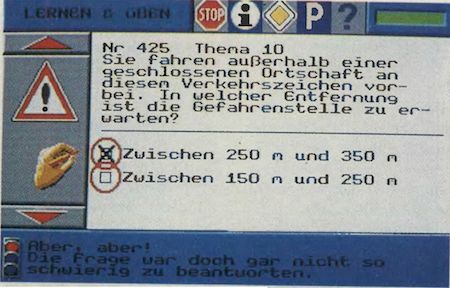 LERNEN & ÜBEN
STOP
i
P
?
Nr 425 Thema 10
Sie fahren außerhalb einer
geschlossenen Ortschaft an
diesem Verkehrszeichen vor-
bei. In welcher Entfernung
ist die Gefahrenstelle zu er-
warten?
Zwischen 250 m und 350 m
Zwischen 150 m und 250 m
Aber, aber!
Die Frage war doch gar nicht so
schwierig zu beantworten.